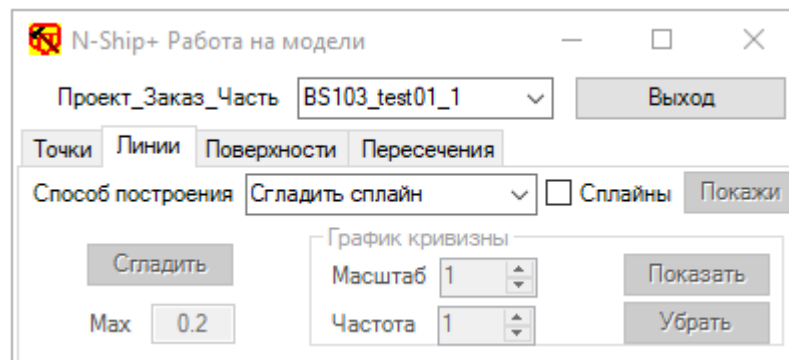 N-Ship+ Работа на модели
Проект_Заказ_Часть BS103_test01_1 Выход
Точки Линии Поверхности Пересечения
Способ построения Сгладить сплайн Сплайны Покажи
График кривизны
Сгладить Масштаб 1 Показать
Max 0.2 Частота 1 Убрать